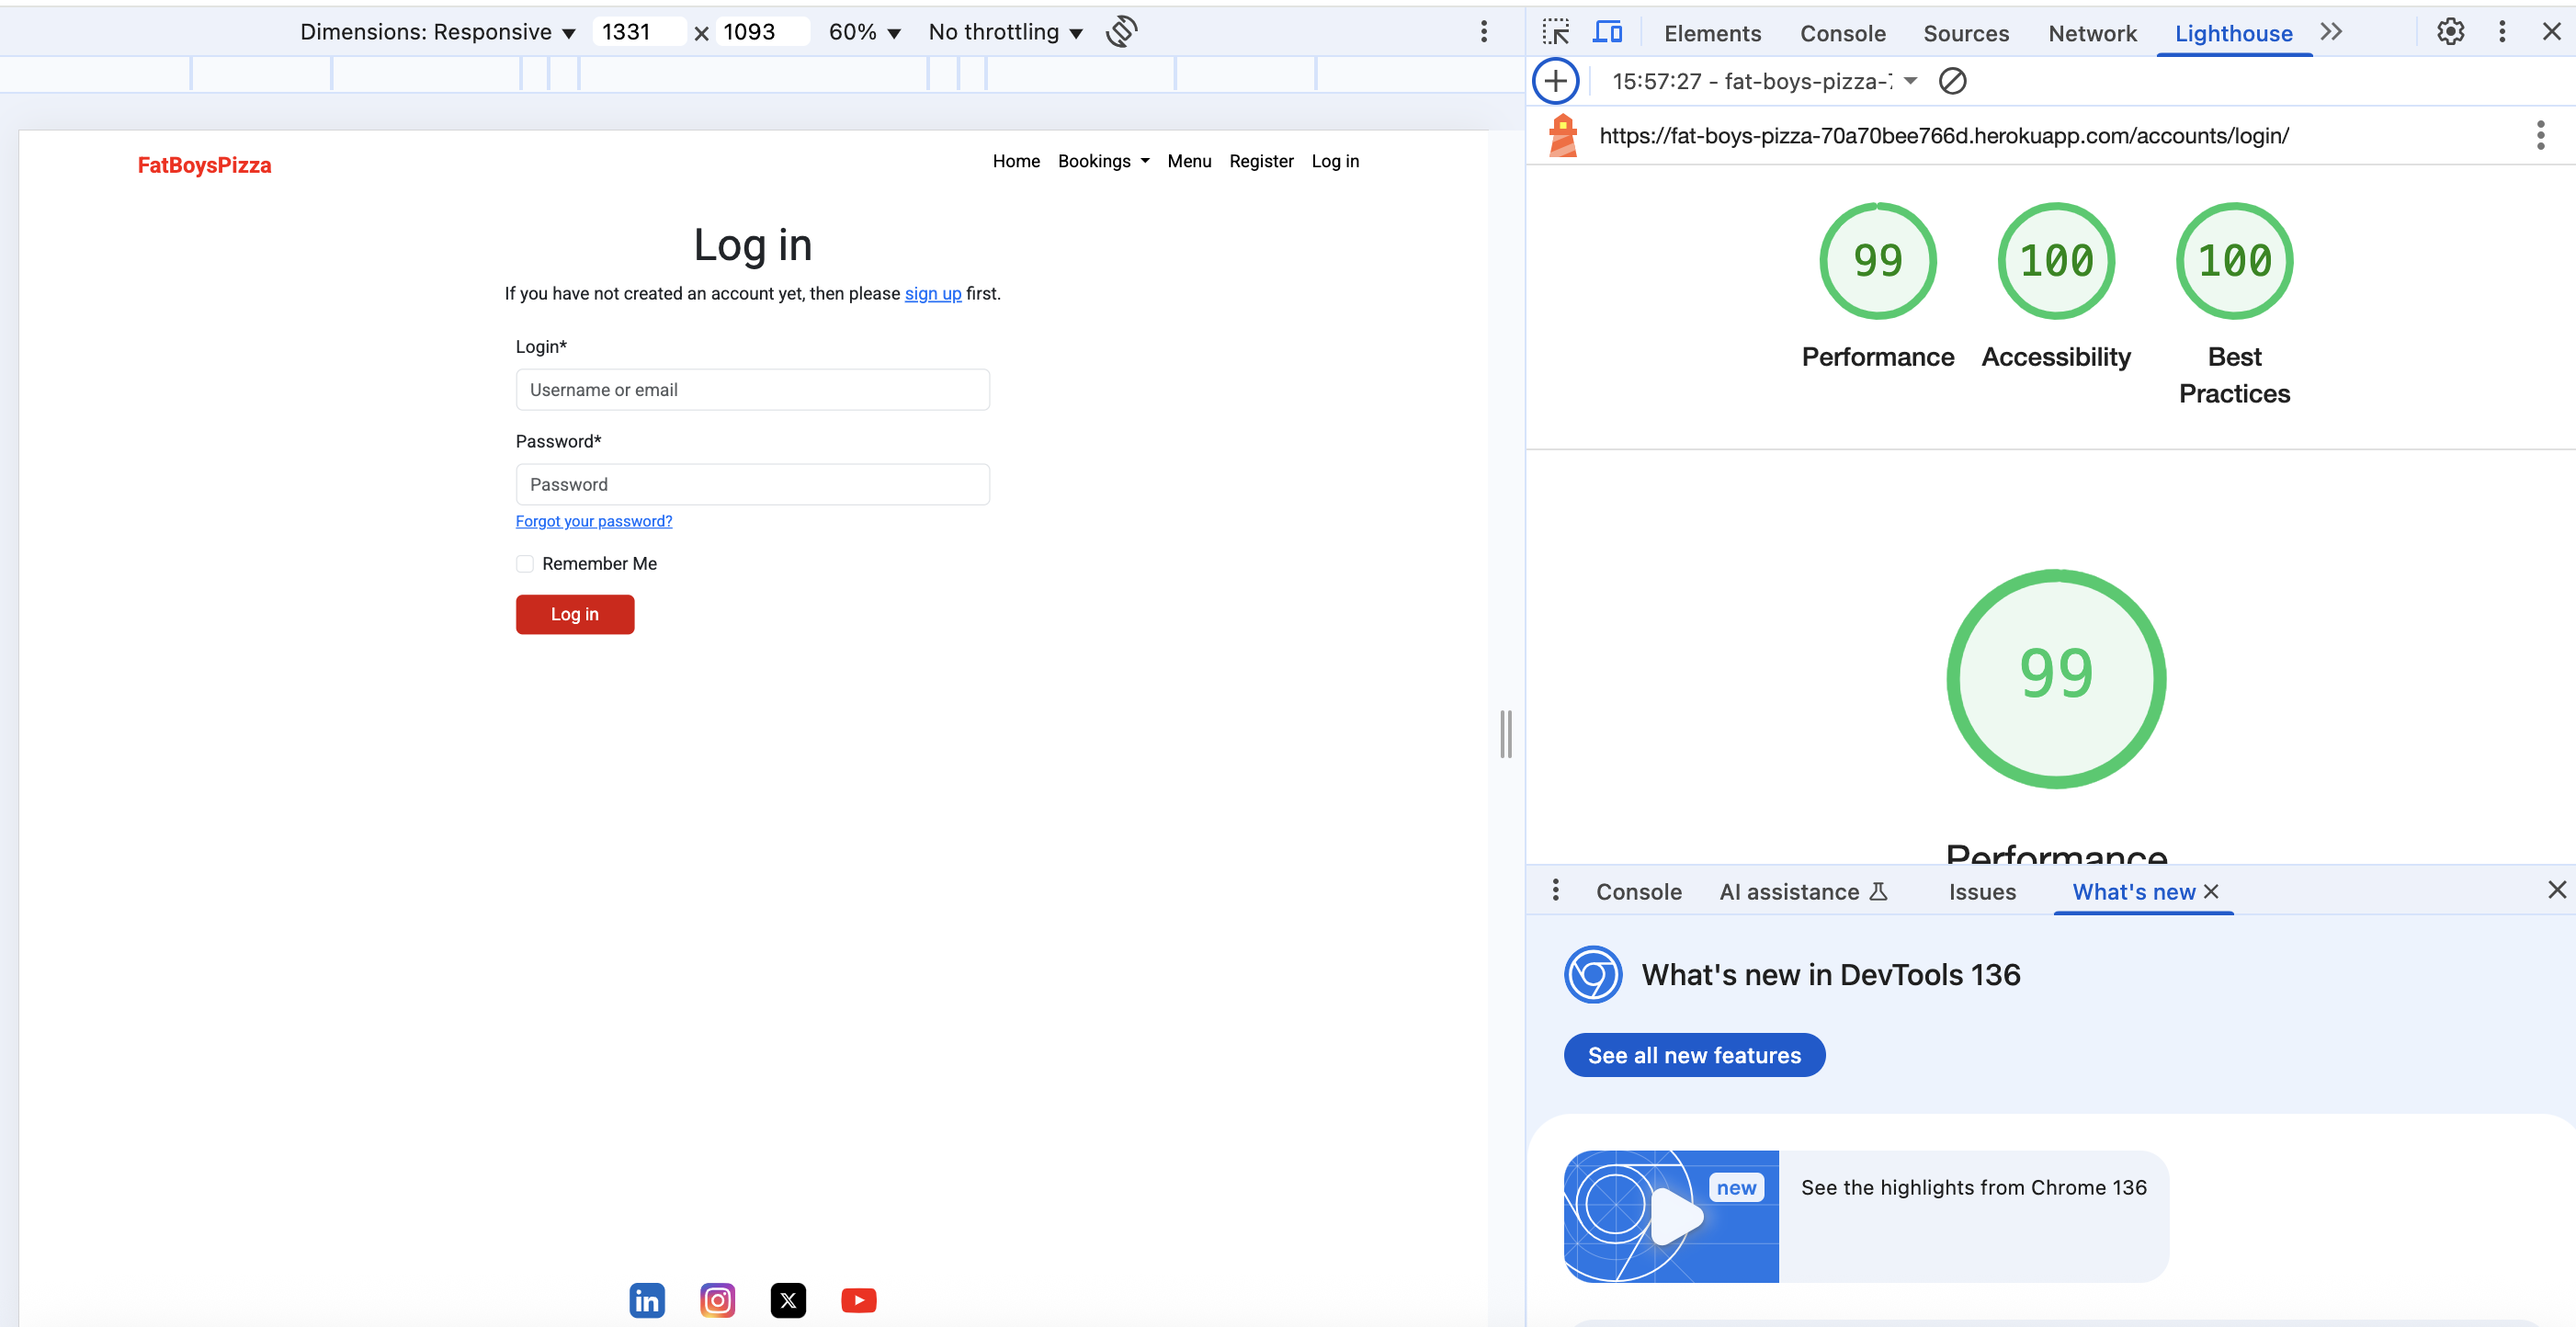 Dimensions: Responsive 1331 x 1093 60% No throttling
FatBoysPizza
Home Bookings Menu Register Log in
Log in
If you have not created an account yet, then please sign up first.
Login*
Username or email
Password*
Password
Forgot your password?
Remember Me
Log in
in
X
Elements Console Sources Network Lighthouse
15:57:27 - fat-boys-pizza-
https://fat-boys-pizza-70a70bee766d.herokuapp.com/accounts/login/
99 100 100
Performance Accessibility Best
Practices
99
Performance
Console AI assistance Issues What's new
What's new in DevTools 136
See all new features
new
See the highlights from Chrome 136